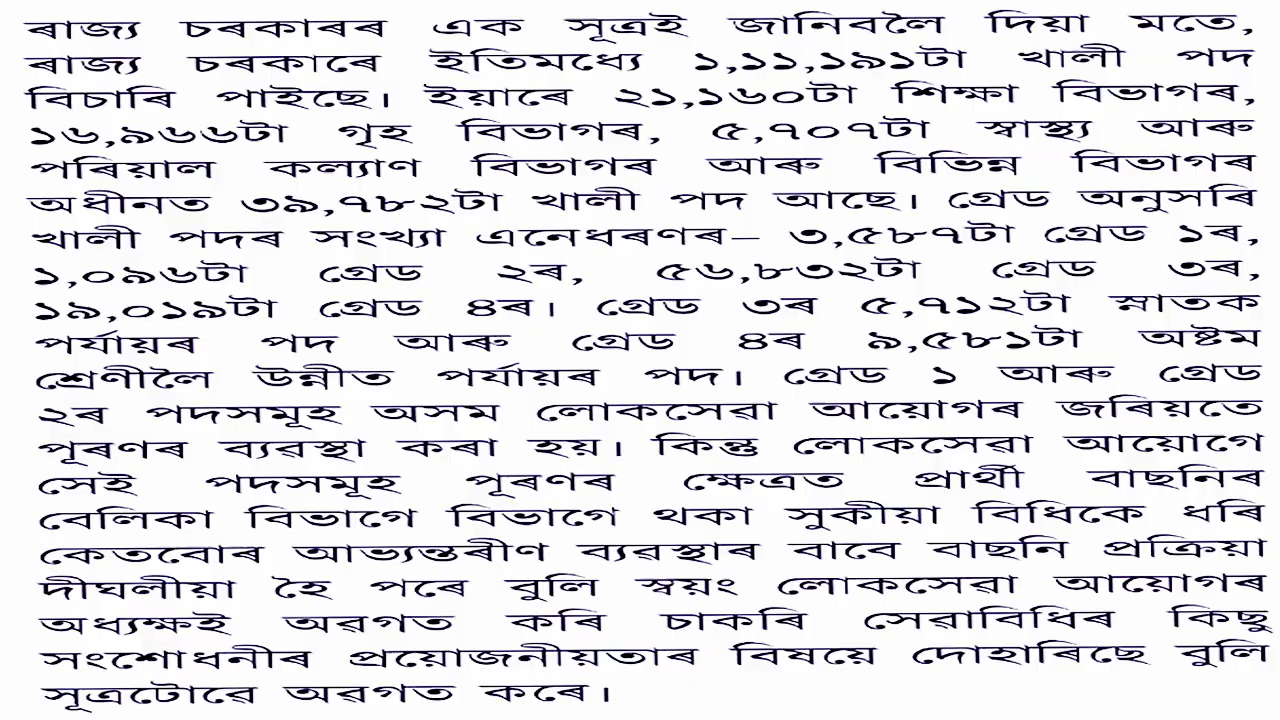 ৰাজ্য চৰকাৰৰ এক সূত্ৰই জানিবলৈ দিয়া মতে,
ৰাজ্য চৰকাৰে ইতিমধ্যে ১,১১,১৯১টা খালী পদ
বিচাৰি পাইছে। ইয়াৰে ২১,১৬০টা শিক্ষা বিভাগৰ,
১৬,৯৬৬টা গৃহ বিভাগৰ, ৫,৭০৭টা স্বাস্থ্য আৰু
পৰিয়াল কল্যাণ বিভাগৰ আৰু বিভিন্ন বিভাগৰ
অধীনত ৩৯,৭৮২টা খালী পদ আছে। গ্ৰেড অনুসৰি
খালী পদৰ সংখ্যা এনেধৰণৰ– ৩,৫৮৭টা গ্ৰেড ১ৰ,
১,০৯৬টা গ্ৰেড ২ৰ, ৫৬,৮৩২টা গ্ৰেড ৩ৰ,
১৯,০১৯টা গ্ৰেড ৪ৰ। গ্ৰেড ৩ৰ ৫,৭১২টা স্নাতক
পৰ্যায়ৰ পদ আৰু গ্ৰেড ৪ৰ ৯,৫৮১টা অষ্টম
শ্ৰেণীলৈ উন্নীত পৰ্যায়ৰ পদ। গ্ৰেড ১ আৰু গ্ৰেড
২ৰ পদসমূহ অসম লোকসেৱা আয়োগৰ জৰিয়তে
পূৰণৰ ব্যৱস্থা কৰা হয়। কিন্তু লোকসেৱা আয়োগে
সেই পদসমূহ পূৰণৰ ক্ষেত্ৰত প্ৰাৰ্থী বাছনিৰ
বেলিকা বিভাগে বিভাগে থকা সুকীয়া বিধিকে ধৰি
কেতবোৰ আভ্যন্তৰীণ ব্যৱস্থাৰ বাবে বাছনি প্ৰক্ৰিয়া
দীঘলীয়া হৈ পৰে বুলি স্বয়ং লোকসেৱা আয়োগৰ
অধ্যক্ষই অৱগত কৰি চাকৰি সেৱাবিধিৰ কিছু
সংশোধনীৰ প্ৰয়োজনীয়তাৰ বিষয়ে দোহাৰিছে বুলি
সূত্ৰটোৱে অৱগত কৰে।